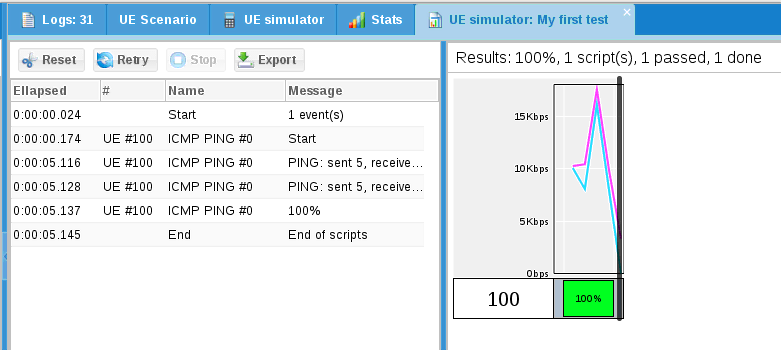 Logs: 31 UE Scenario UE simulator Stats UE simulator: My first test
Reset Retry Stop Export
Ellapsed # Name Message
0:00:00.024 Start 1 event(s)
0:00:00.174 UE #100 ICMP PING #0 Start
0:00:05.116 UE #100 ICMP PING #0 PING: sent 5, receive...
0:00:05.128 UE #100 ICMP PING #0 PING: sent 5, receive...
0:00:05.137 UE #100 ICMP PING #0 100%
0:00:05.145 End End of scripts
Results: 100%, 1 script(s), 1 passed, 1 done
15Kbps
10Kbps
5Kbps
0bps
100 100%